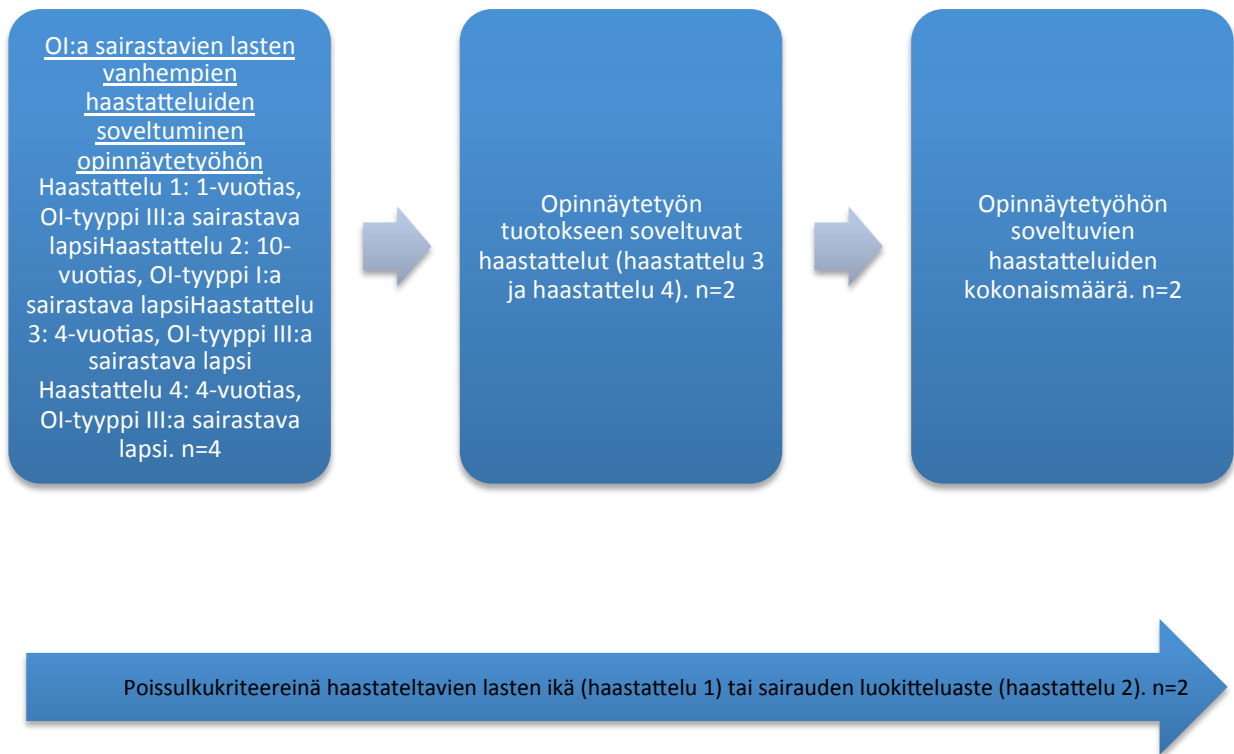 OI:a sairastavien lasten
vanhempien
haastatteluiden
soveltuminen
opinnäytetyöhön
Haastattelu 1: 1-vuotias,
OI-tyyppi III:a sairastava
lapsiHaastattelu 2: 10-
vuotias, OI-tyyppi I:a
sairastava lapsiHaastattelu
3: 4-vuotias, OI-tyyppi III:a
sairastava lapsi
Haastattelu 4: 4-vuotias,
OI-tyyppi III:a sairastava
lapsi. n=4
Opinnäytetyön
tuotokseen soveltuvat
haastattelut (haastattelu 3
ja haastattelu 4). n=2
Opinnäytetyöhön
soveltuvien
haastatteluiden
kokonaismäärä. n=2
Poissulkukriteereinä haastateltavien lasten ikä (haastattelu 1) tai sairauden luokitteluaste (haastattelu 2). n=2